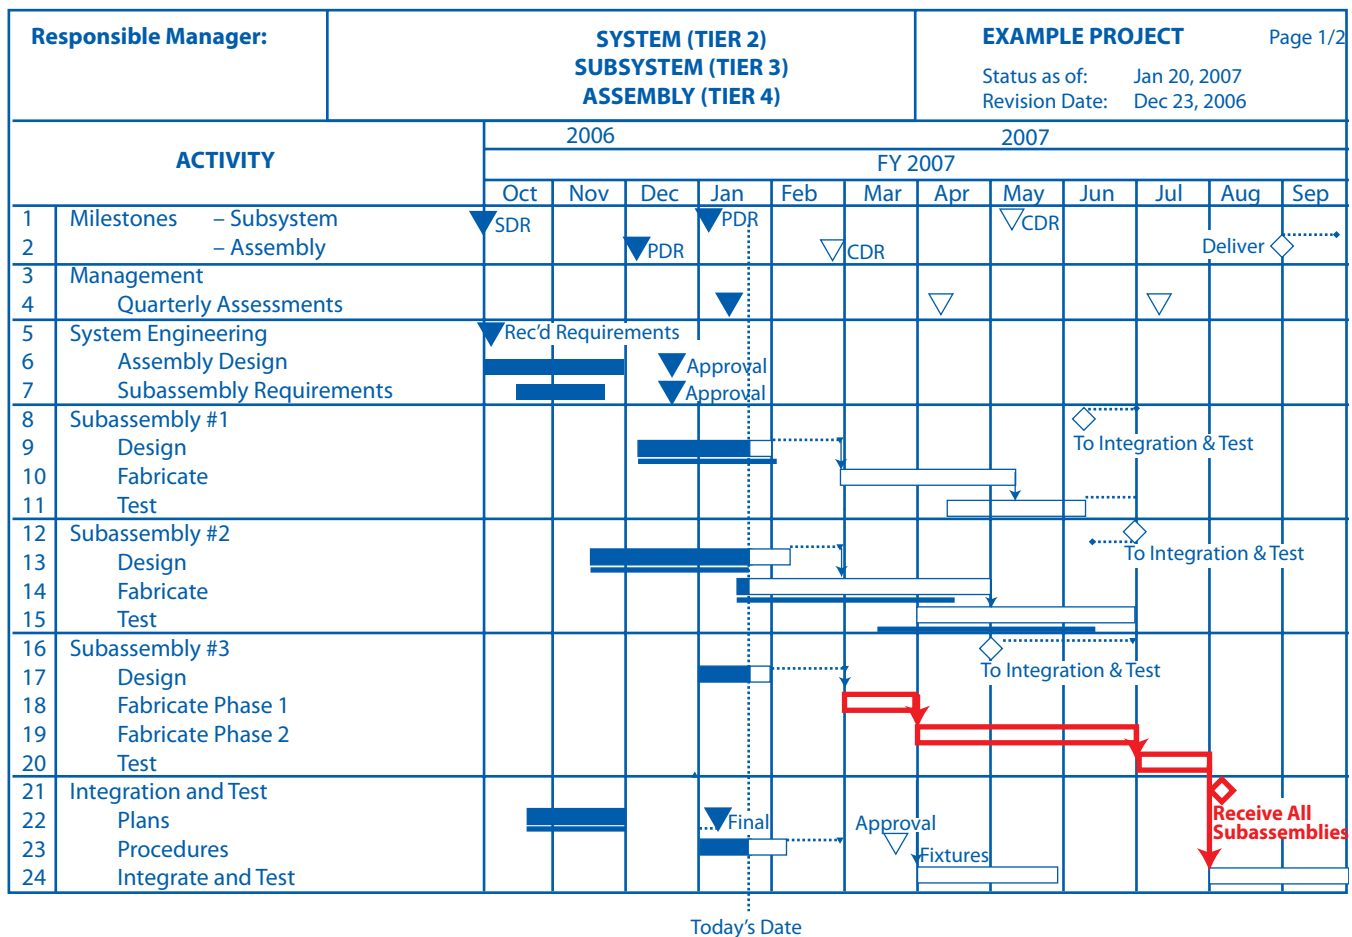 Responsible Manager:
SYSTEM (TIER 2)
SUBSYSTEM (TIER 3)
ASSEMBLY (TIER 4)
EXAMPLE PROJECT Page 1/2
Status as of: Jan 20, 2007
Revision Date: Dec 23, 2006
ACTIVITY
2006 2007
FY 2007
Oct Nov Dec Jan Feb Mar Apr May Jun Jul Aug Sep
1 Milestones – Subsystem SDR PDR CDR
2 – Assembly PDR CDR Deliver
3 Management
4 Quarterly Assessments
5 System Engineering Rec'd Requirements
6 Assembly Design Approval
7 Subassembly Requirements Approval
8 Subassembly #1
To Integration & Test
9 Design
10 Fabricate
11 Test
12 Subassembly #2
To Integration & Test
13 Design
14 Fabricate
15 Test
16 Subassembly #3
To Integration & Test
17 Design
18 Fabricate Phase 1
19 Fabricate Phase 2
20 Test
21 Integration and Test
Receive All
Subassemblies
22 Plans Final Approval
23 Procedures Fixtures
24 Integrate and Test
Today's Date